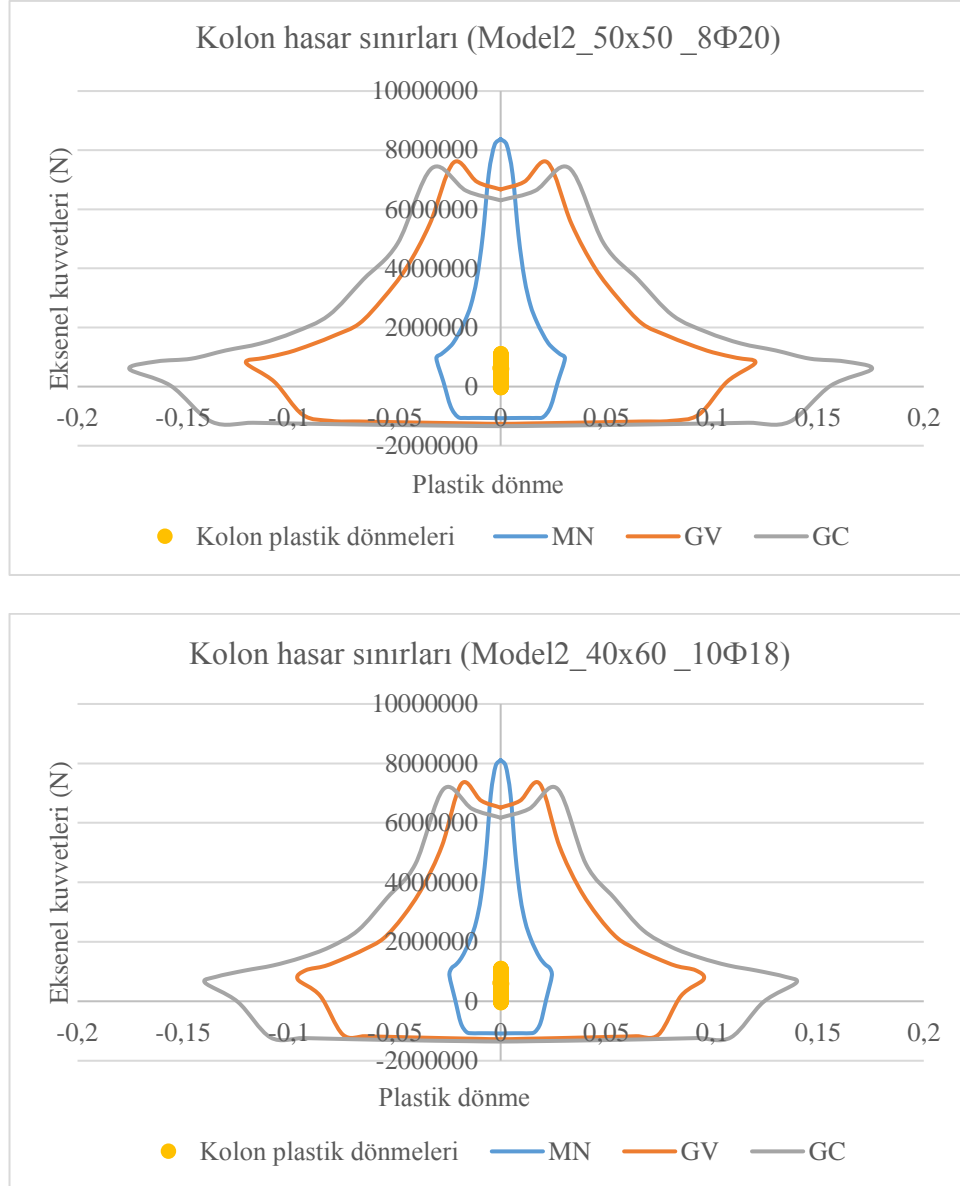 Kolon hasar sınırları (Model2_50x50 _8Φ20)
10000000
8000000
6000000
4000000
2000000
0
-2000000
-0,2
-0,15
-0,1
-0,05
0
0,05
0,1
0,15
0,2
Eksenel kuvvetleri (N)
Plastik dönme
Kolon plastik dönmeleri
MN
GV
GC
Kolon hasar sınırları (Model2_40x60 _10Φ18)
10000000
8000000
6000000
4000000
2000000
0
-2000000
-0,2
-0,15
-0,1
-0,05
0
0,05
0,1
0,15
0,2
Eksenel kuvvetleri (N)
Plastik dönme
Kolon plastik dönmeleri
MN
GV
GC